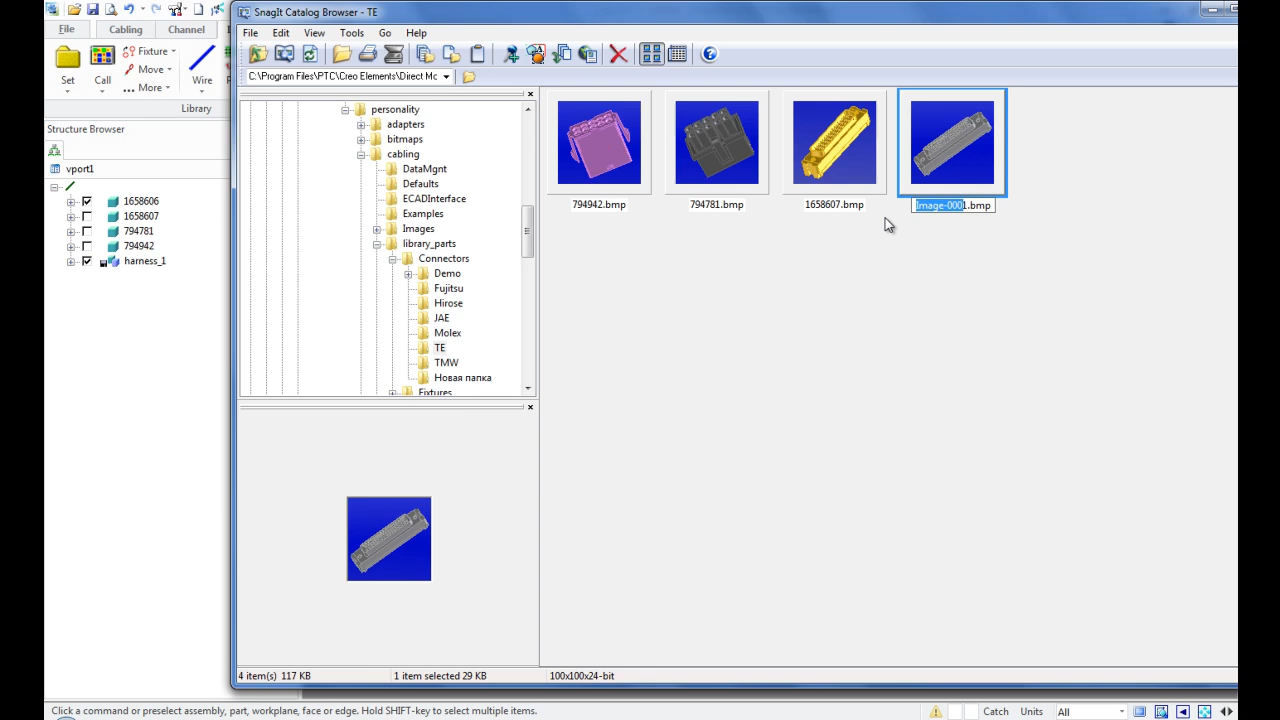 SnagIt Catalog Browser - TE
File
Cabling
Channel
Fixture
Move
More
Set
Call
Wire
Library
Structure Browser
vport1
1658606
1658607
794781
794942
harness_1
File Edit View Tools Go Help
C:\Program Files\PTC\Creo Elements\Direct Mc
personality
adapters
bitmaps
cabling
DataMgnt
Defaults
ECADInterface
Examples
Images
library_parts
Connectors
Demo
Fujitsu
Hirose
JAE
Molex
TE
TMW
Новая папка
Fixtures
794942.bmp
794781.bmp
1658607.bmp
Image-0001.bmp
4 item(s) 117 KB
1 item selected 29 KB
100x100x24-bit
Click a command or preselect assembly, part, workplane, face or edge. Hold SHIFT-key to select multiple items.
Catch
Units
All